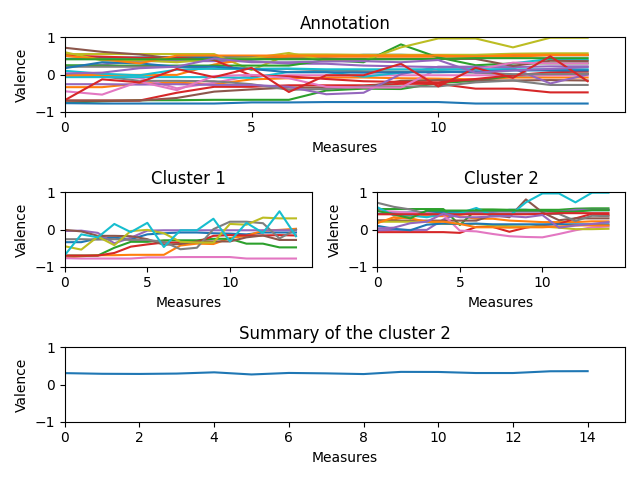 Annotation
1
0
−1
Valence
0
5
10
Measures
Cluster 1
1
0
−1
Valence
0
5
10
Measures
Cluster 2
1
0
−1
Valence
0
5
10
Measures
Summary of the cluster 2
1
0
−1
Valence
0
2
4
6
8
10
12
14
Measures